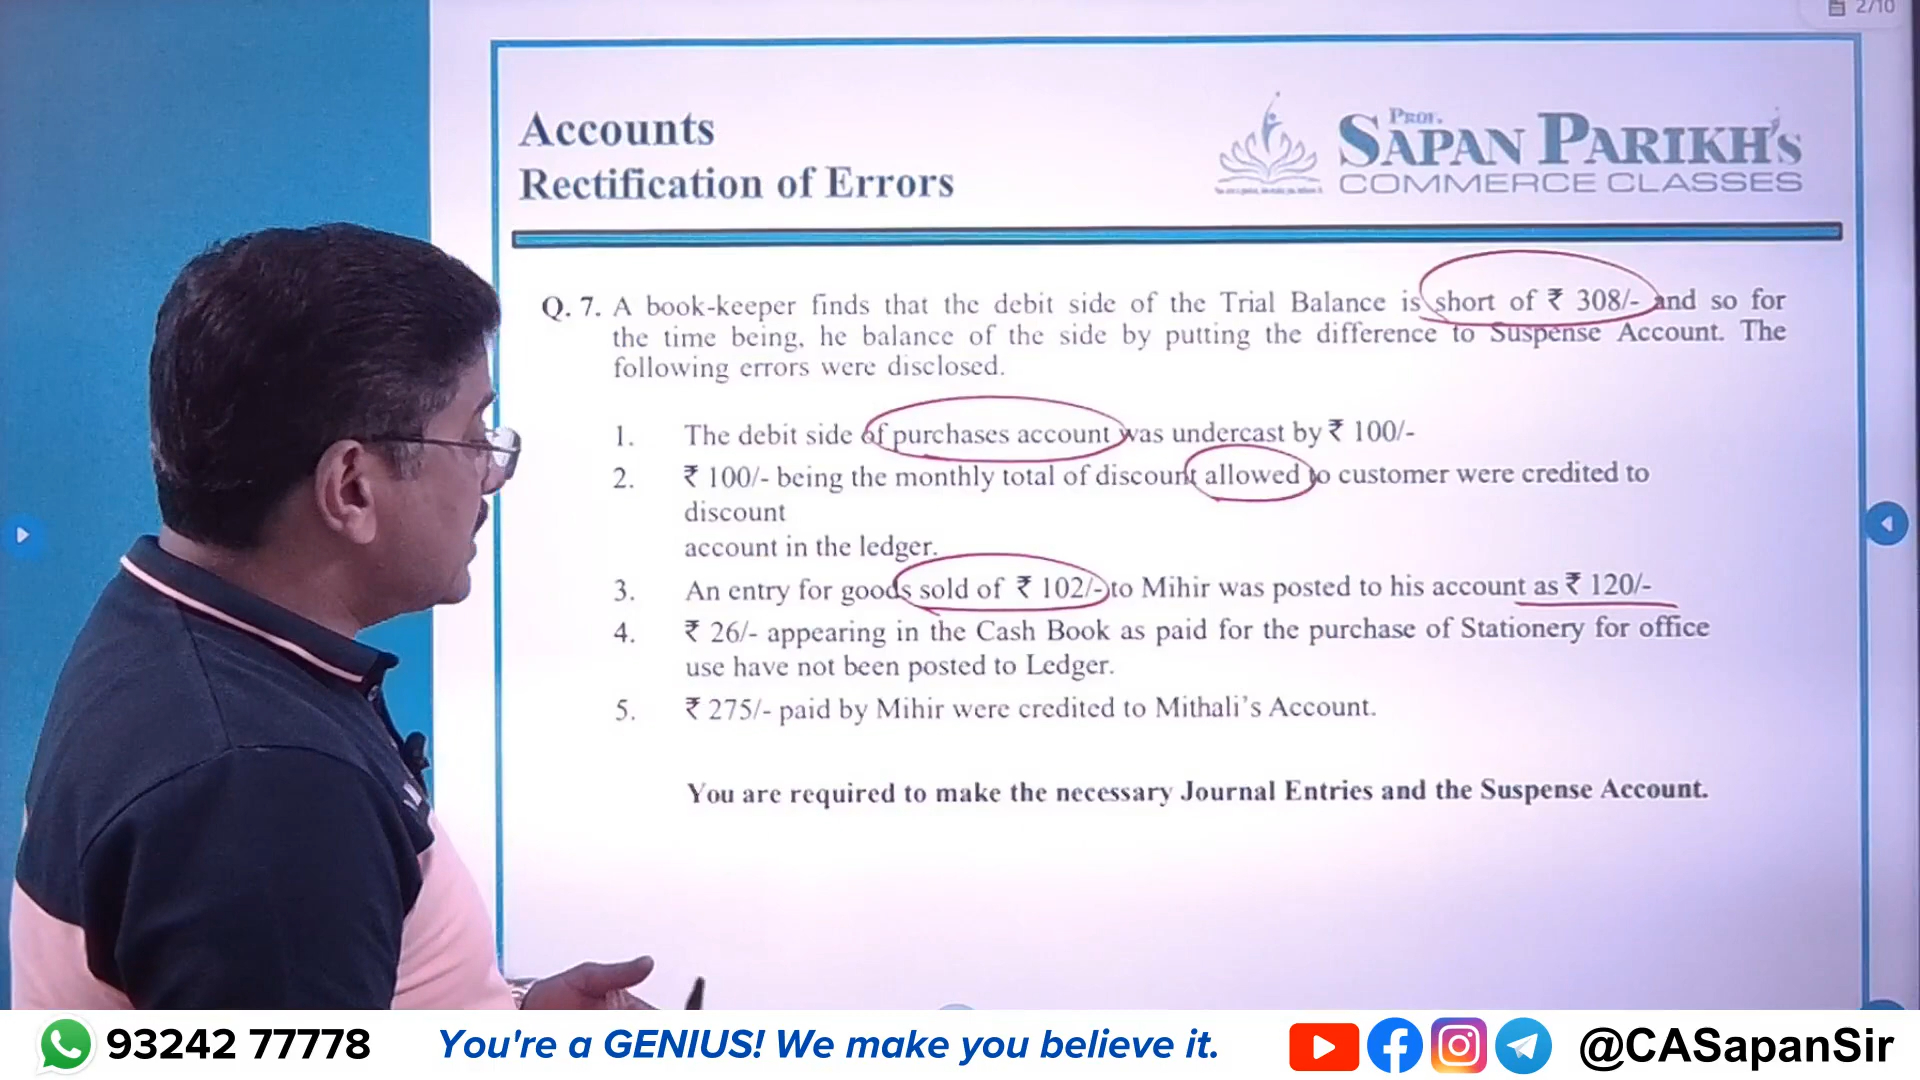 2/10
Accounts
Rectification of Errors
PROF.
SAPAN PARIKH's
COMMERCE CLASSES
Q. 7. A book-keeper finds that the debit side of the Trial Balance is short of ₹ 308/- and so for
the time being, he balance of the side by putting the difference to Suspense Account. The
following errors were disclosed.
1. The debit side of purchases account was undercast by ₹ 100/-
2. ₹ 100/- being the monthly total of discount allowed to customer were credited to
discount
account in the ledger.
3. An entry for goods sold of ₹ 102/- to Mihir was posted to his account as ₹ 120/-
4. ₹ 26/- appearing in the Cash Book as paid for the purchase of Stationery for office
use have not been posted to Ledger.
5. ₹ 275/- paid by Mihir were credited to Mithali's Account.
You are required to make the necessary Journal Entries and the Suspense Account.
93242 77778
You're a GENIUS! We make you believe it.
@CASapanSir